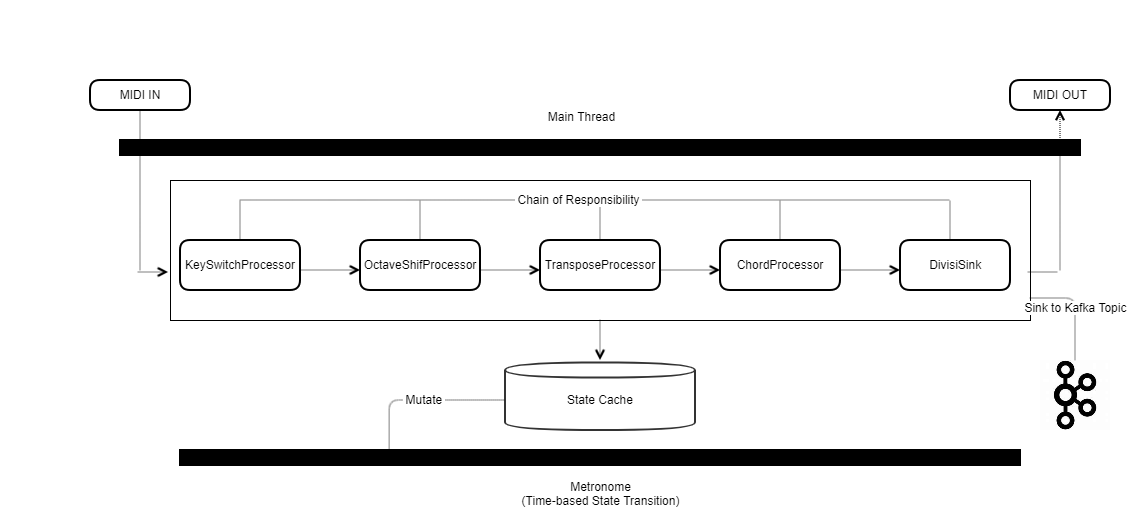 MIDI IN
MIDI OUT
Main Thread
Chain of Responsibility
KeySwitchProcessor
OctaveShifProcessor
TransposeProcessor
ChordProcessor
DivisiSink
Sink to Kafka Topic
Mutate
State Cache
Metronome
(Time-based State Transition)